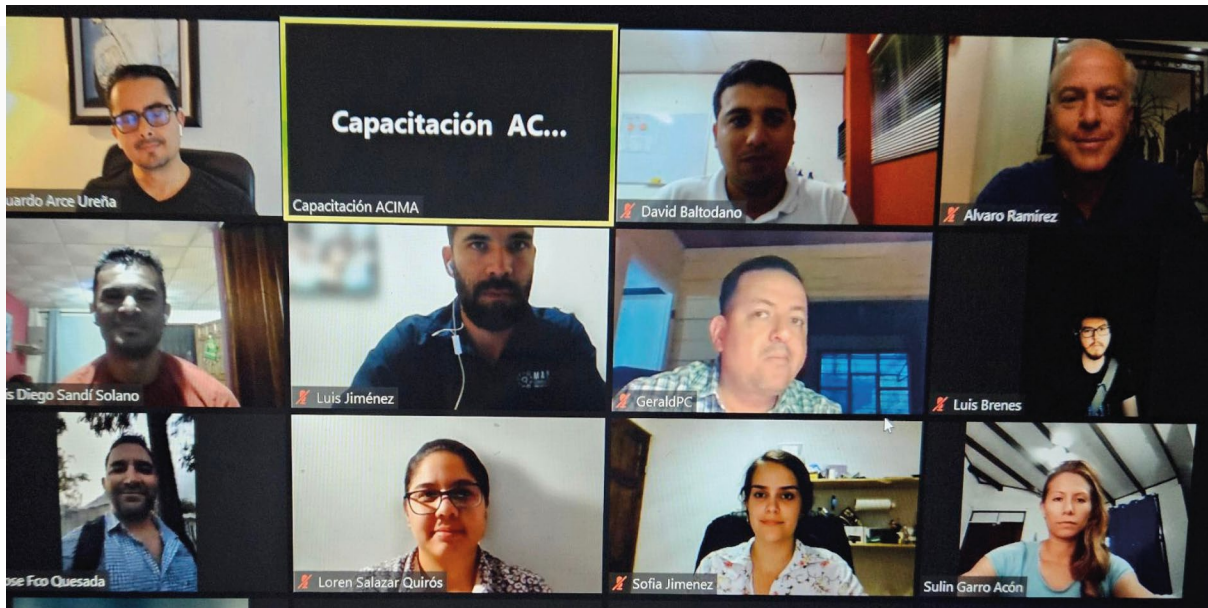 Capacitación AC...
uardo Arce Ureña
Capacitación ACIMA
David Baltodano
Alvaro Ramirez
is Diego Sandí Solano
Luis Jiménez
GeraldPC
Luis Brenes
ose Fco Quesada
Loren Salazar Quirós
Sofia Jimenez
Sulin Garro Acón